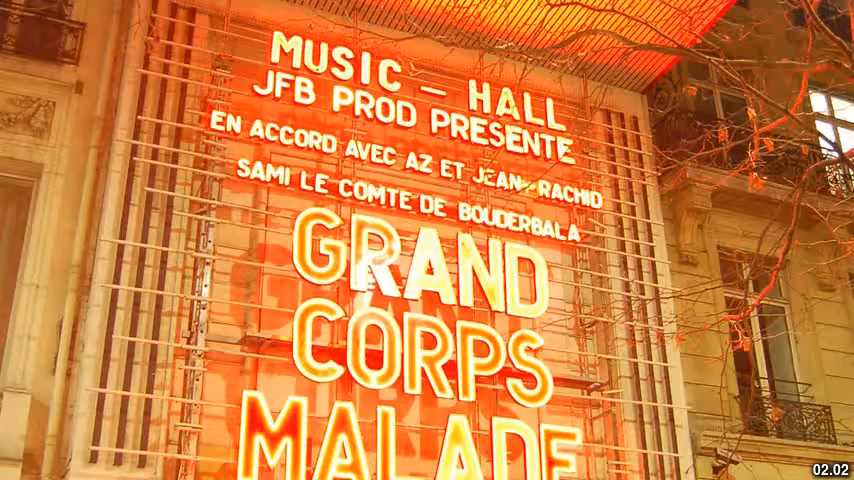 MUSIC - HALL
JFB PROD PRESENTE
EN ACCORD AVEC AZ ET JEAN-RACHID
SAMI LE COMTE DE BOUDERBALA
GRAND
CORPS
MALADE
02.02